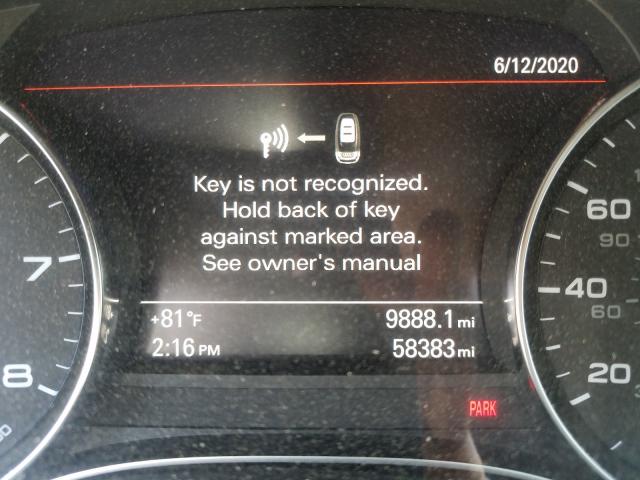 6/12/2020
Key is not recognized.
Hold back of key
against marked area.
See owner's manual
+81°F 9888.1 mi
2:16 PM 58383 mi
PARK
7
8
60
90
40
60
20